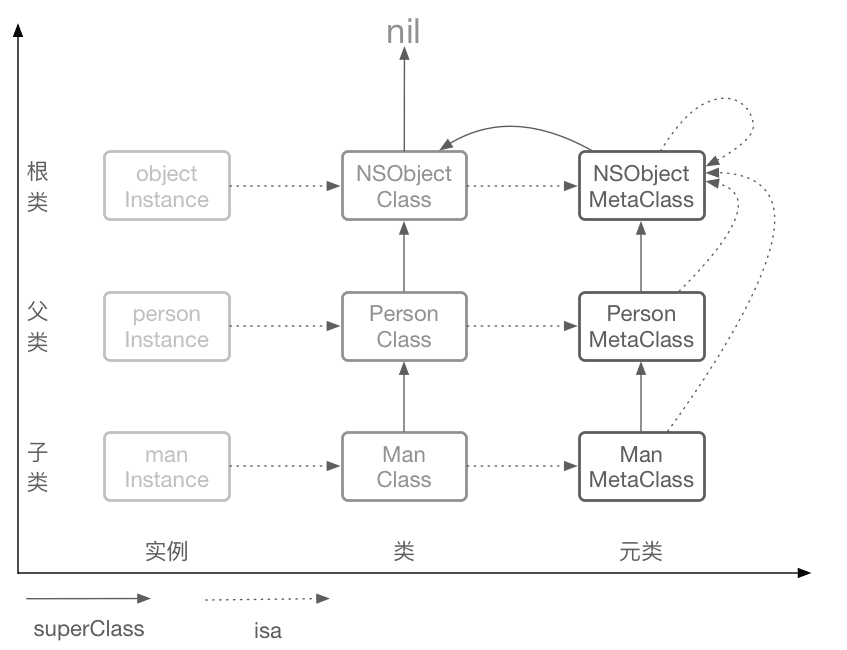 nil
根
类
object
Instance
NSObject
Class
NSObject
MetaClass
父
类
person
Instance
Person
Class
Person
MetaClass
子
类
man
Instance
Man
Class
Man
MetaClass
实例
类
元类
superClass
isa